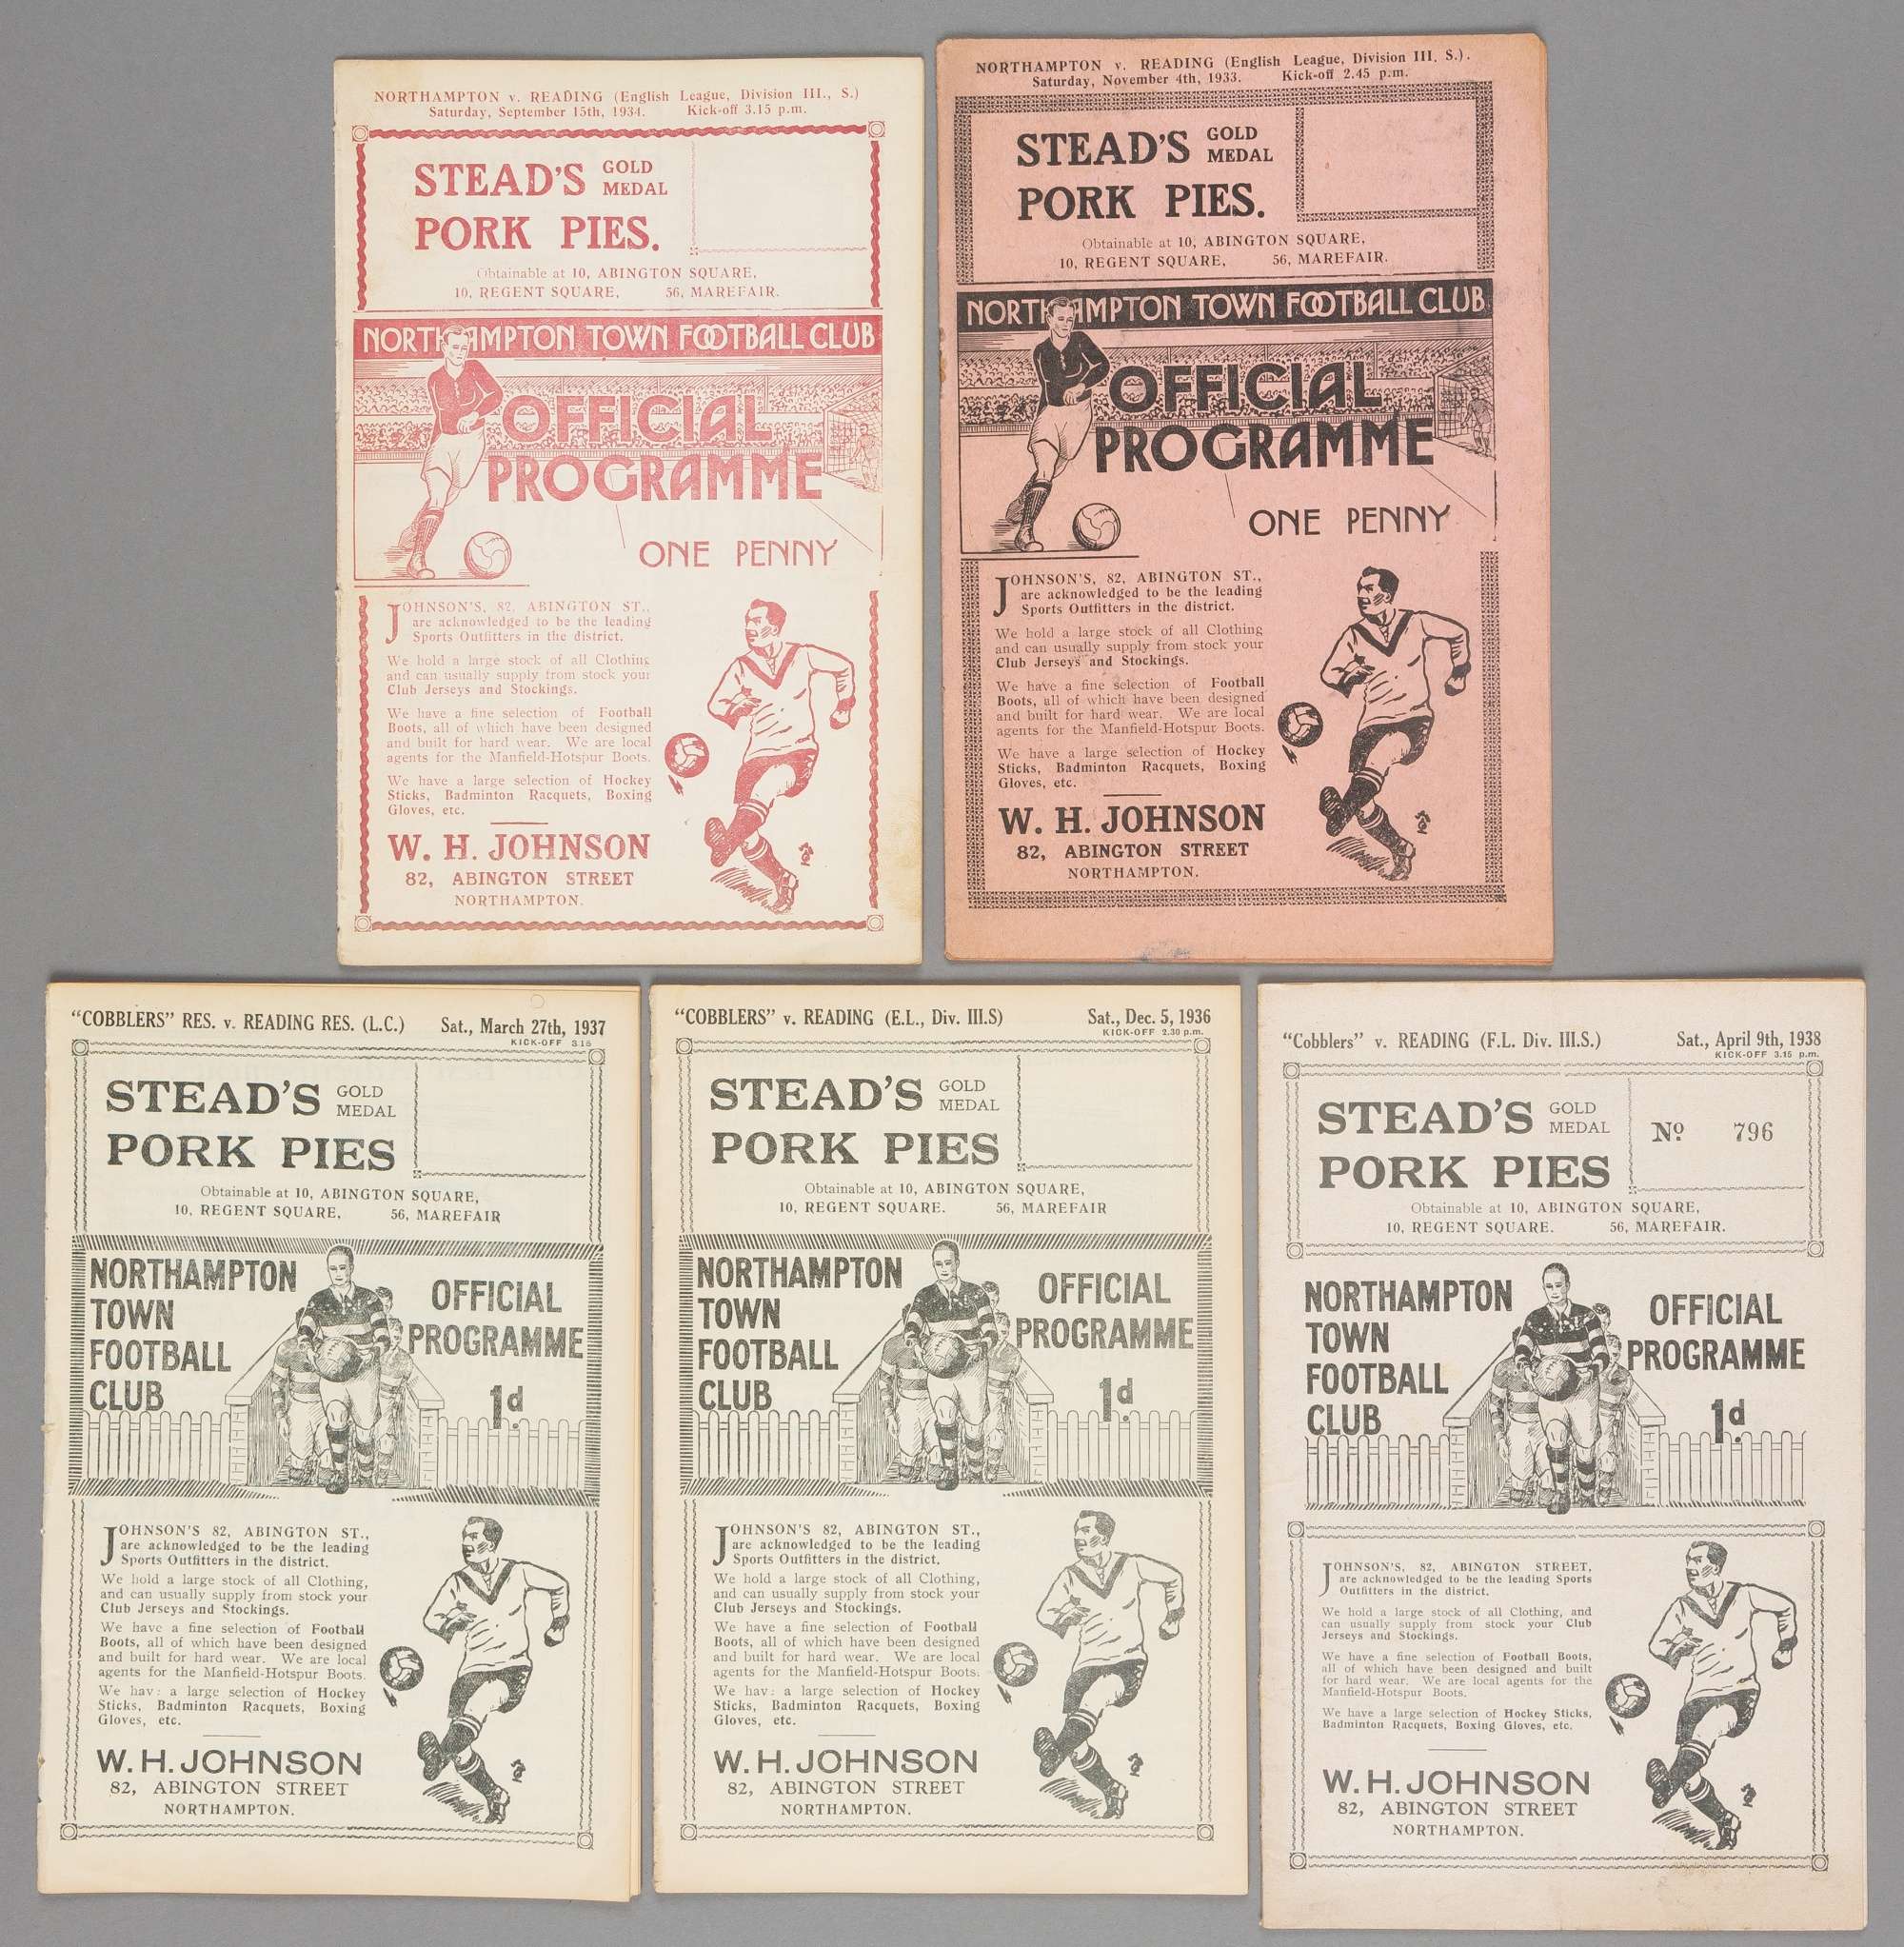 NORTHAMPTON v. READING (English League, Division III., S.)
Saturday, September 15th, 1934. Kick-off 3.15 p.m.
STEAD'S GOLD MEDAL
PORK PIES.
Obtainable at 10, ABINGTON SQUARE,
10, REGENT SQUARE, 56, MAREFAIR.
NORTHAMPTON TOWN FOOTBALL CLUB
OFFICIAL
PROGRAMME
ONE PENNY
JOHNSON'S, 82, ABINGTON ST.,
are acknowledged to be the leading
Sports Outfitters in the district.
We hold a large stock of all Clothing
and can usually supply from stock your
Club Jerseys and Stockings.
We have a fine selection of Football
Boots, all of which have been designed
and built for hard wear. We are local
agents for the Manfield-Hotspur Boots.
We have a large selection of Hockey
Sticks, Badminton Racquets, Boxing
Gloves, etc.
W. H. JOHNSON
82, ABINGTON STREET
NORTHAMPTON.
NORTHAMPTON v. READING (English League, Division III. S.).
Saturday, November 4th, 1933. Kick-off 2.45 p.m.
STEAD'S GOLD MEDAL
PORK PIES.
Obtainable at 10, ABINGTON SQUARE,
10, REGENT SQUARE, 56, MAREFAIR.
NORTHAMPTON TOWN FOOTBALL CLUB
OFFICIAL
PROGRAMME
ONE PENNY
JOHNSON'S, 82, ABINGTON ST.,
are acknowledged to be the leading
Sports Outfitters in the district.
We hold a large stock of all Clothing
and can usually supply from stock your
Club Jerseys and Stockings.
We have a fine selection of Football
Boots, all of which have been designed
and built for hard wear. We are local
agents for the Manfield-Hotspur Boots.
We have a large selection of Hockey
Sticks, Badminton Racquets, Boxing
Gloves, etc.
W. H. JOHNSON
82, ABINGTON STREET
NORTHAMPTON.
"COBBLERS" RES. v. READING RES. (L.C.) Sat., March 27th, 1937
KICK-OFF 3.15
STEAD'S GOLD MEDAL
PORK PIES
Obtainable at 10, ABINGTON SQUARE,
10, REGENT SQUARE. 56, MAREFAIR
NORTHAMPTON
TOWN
FOOTBALL
CLUB
OFFICIAL
PROGRAMME
1d.
JOHNSON'S 82, ABINGTON ST.,
are acknowledged to be the leading
Sports Outfitters in the district.
We hold a large stock of all Clothing,
and can usually supply from stock your
Club Jerseys and Stockings.
We have a fine selection of Football
Boots, all of which have been designed
and built for hard wear. We are local
agents for the Manfield-Hotspur Boots.
We hav: a large selection of Hockey
Sticks, Badminton Racquets, Boxing
Gloves, etc.
W. H. JOHNSON
82, ABINGTON STREET
NORTHAMPTON.
"COBBLERS" v. READING (E.L., Div. III.S) Sat., Dec. 5, 1936
KICK-OFF 2.30 p.m.
STEAD'S GOLD MEDAL
PORK PIES
Obtainable at 10, ABINGTON SQUARE,
10, REGENT SQUARE. 56, MAREFAIR
NORTHAMPTON
TOWN
FOOTBALL
CLUB
OFFICIAL
PROGRAMME
1d.
JOHNSON'S 82, ABINGTON ST.,
are acknowledged to be the leading
Sports Outfitters in the district.
We hold a large stock of all Clothing,
and can usually supply from stock your
Club Jerseys and Stockings.
We have a fine selection of Football
Boots, all of which have been designed
and built for hard wear. We are local
agents for the Manfield-Hotspur Boots.
We hav: a large selection of Hockey
Sticks, Badminton Racquets, Boxing
Gloves, etc.
W. H. JOHNSON
82, ABINGTON STREET
NORTHAMPTON.
"Cobblers" v. READING (F.L. Div. III.S.) Sat., April 9th, 1938
KICK-OFF 3.15 p.m.
STEAD'S GOLD MEDAL
PORK PIES
No. 796
Obtainable at 10, ABINGTON SQUARE,
10, REGENT SQUARE. 56, MAREFAIR.
NORTHAMPTON
TOWN
FOOTBALL
CLUB
OFFICIAL
PROGRAMME
1d.
JOHNSON'S, 82, ABINGTON STREET,
are acknowledged to be the leading Sports
Outfitters in the district.
We hold a large stock of all Clothing, and
can usually supply from stock your Club
Jerseys and Stockings.
We have a fine selection of Football Boots,
all of which have been designed and built
for hard wear. We are local agents for the
Manfield-Hotspur Boots.
We have a large selection of Hockey Sticks,
Badminton Racquets, Boxing Gloves, etc.
W. H. JOHNSON
82, ABINGTON STREET
NORTHAMPTON.